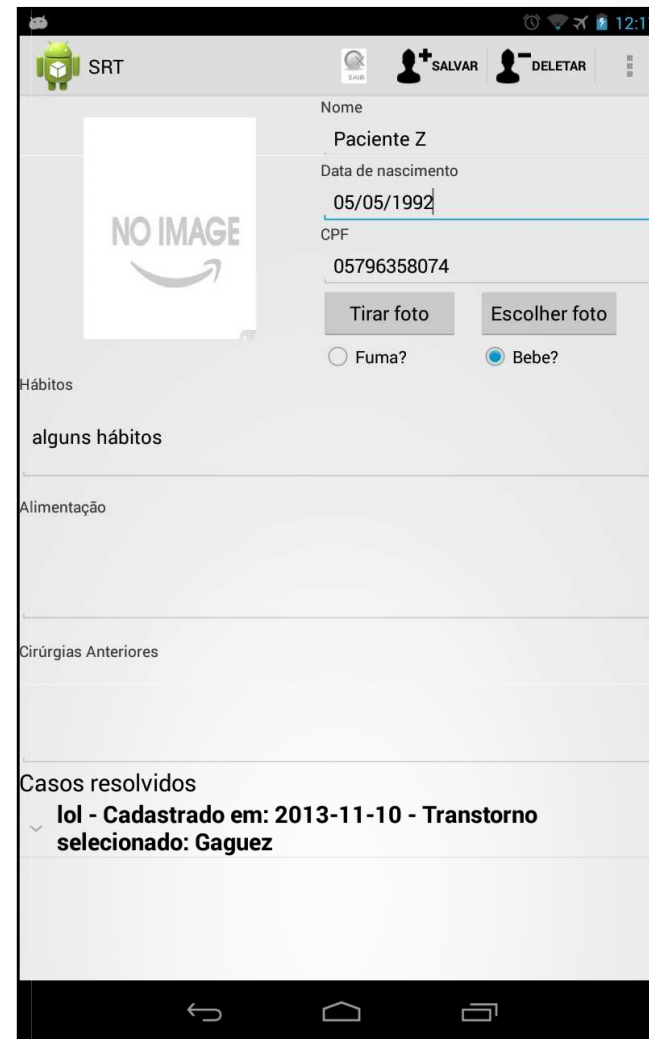 12:1
SRT
SAIR
SALVAR
DELETAR
NO IMAGE
Nome
Paciente Z
Data de nascimento
05/05/1992
CPF
05796358074
Tirar foto
Escolher foto
Fuma?
Bebe?
Hábitos
alguns hábitos
Alimentação
Cirúrgias Anteriores
Casos resolvidos
lol - Cadastrado em: 2013-11-10 - Transtorno
selecionado: Gaguez